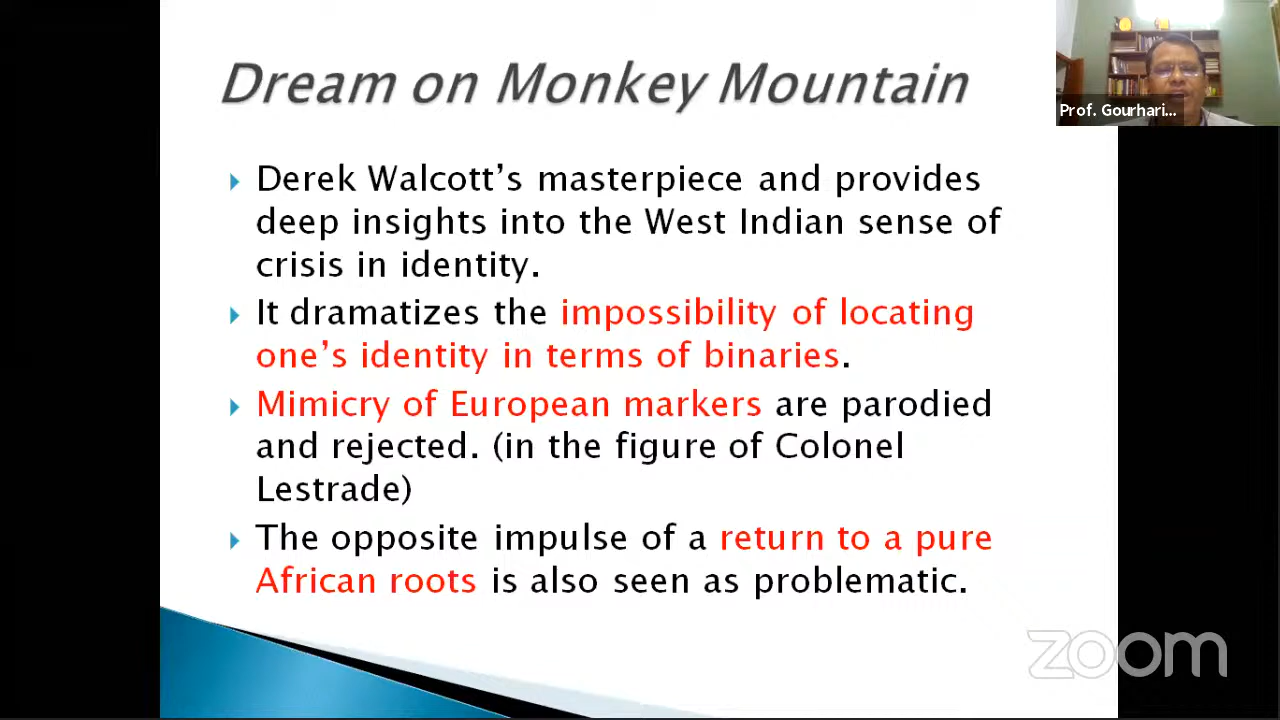 Dream on Monkey Mountain
Prof. Gourhari...
Derek Walcott's masterpiece and provides
deep insights into the West Indian sense of
crisis in identity.
It dramatizes the impossibility of locating
one's identity in terms of binaries.
Mimicry of European markers are parodied
and rejected. (in the figure of Colonel
Lestrade)
The opposite impulse of a return to a pure
African roots is also seen as problematic.
zoom